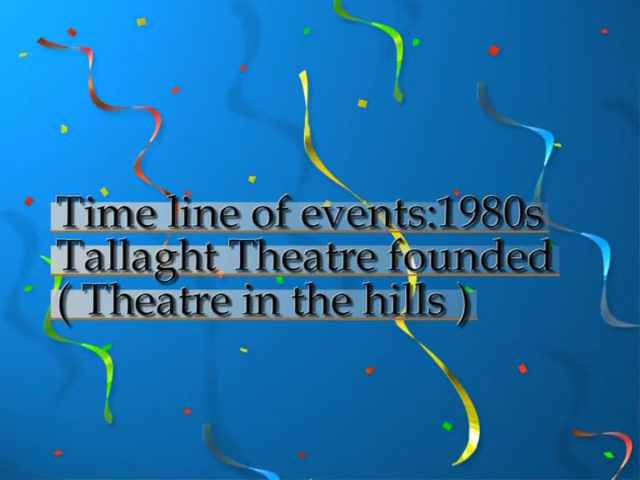 Time line of events:1980s
Tallaght Theatre founded
( Theatre in the hills )